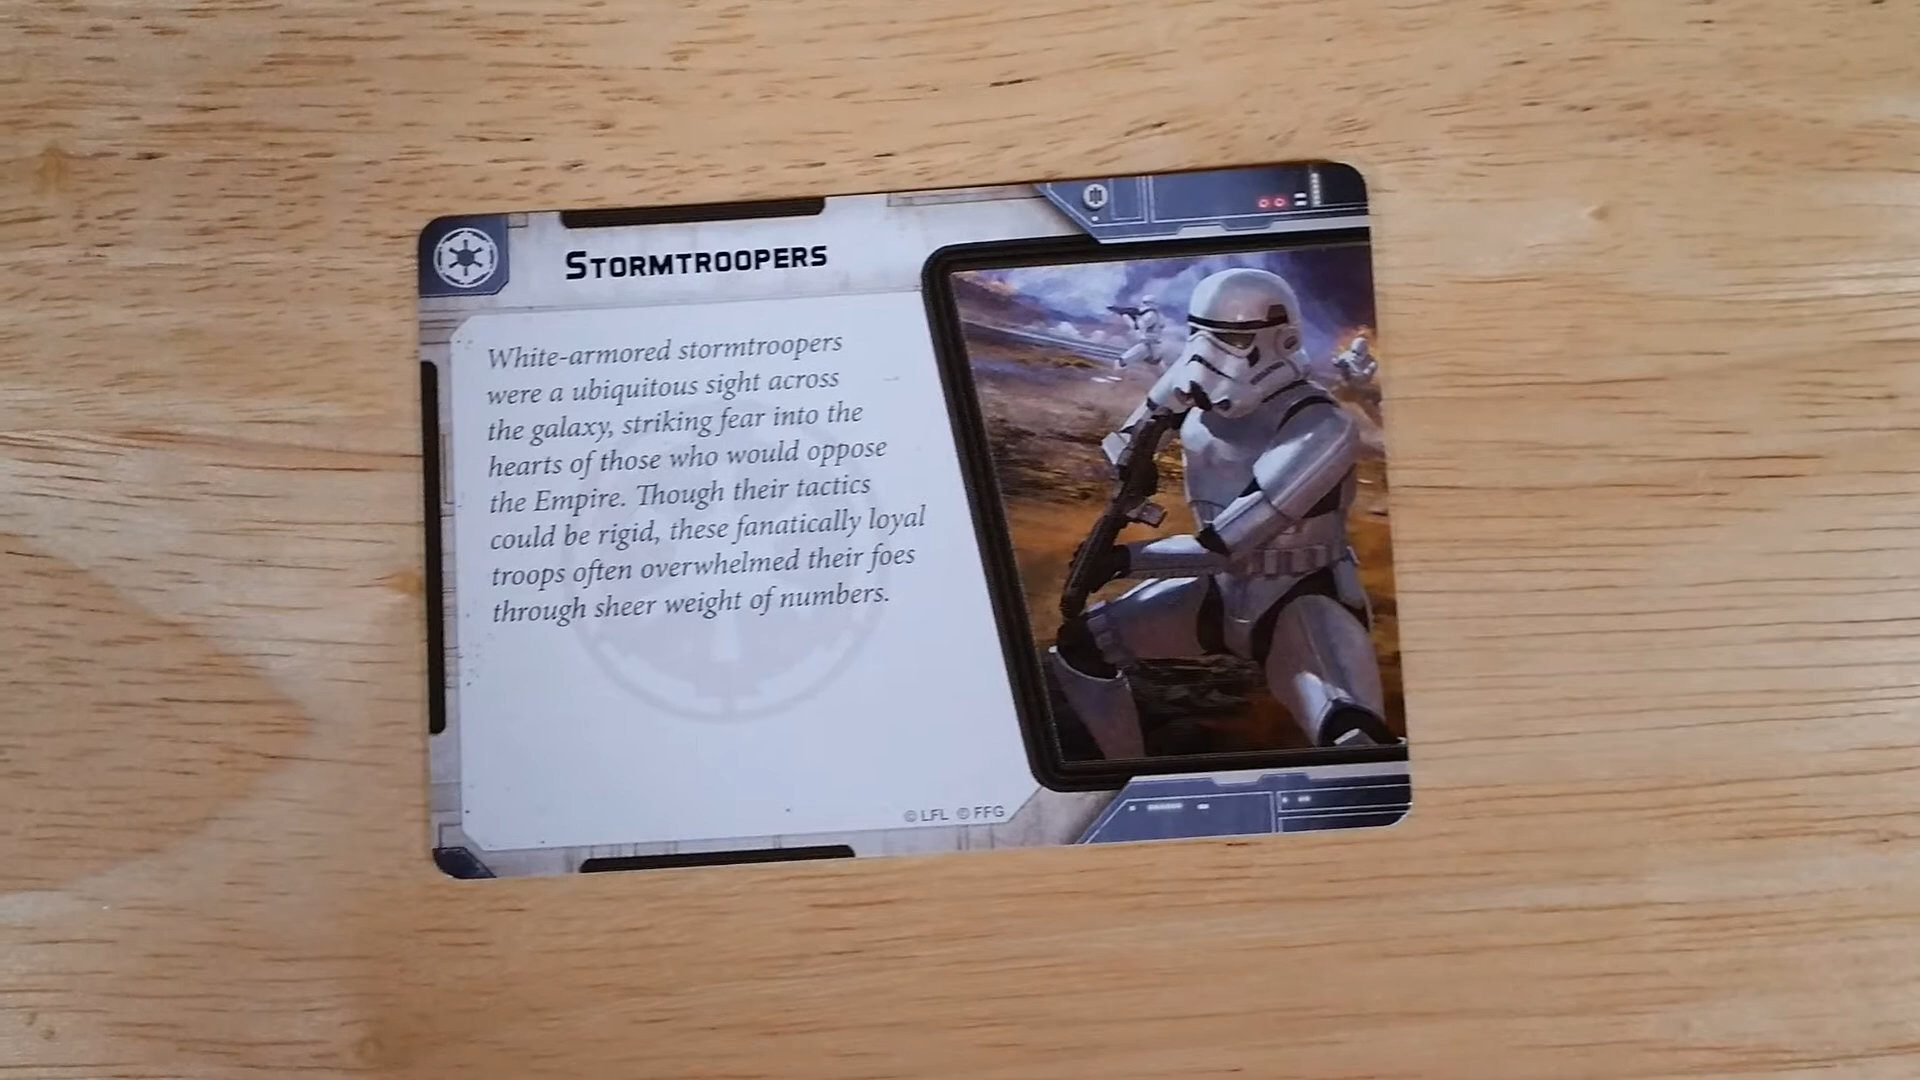 STORMTROOPERS
White-armored stormtroopers
were a ubiquitous sight across
the galaxy, striking fear into the
hearts of those who would oppose
the Empire. Though their tactics
could be rigid, these fanatically loyal
troops often overwhelmed their foes
through sheer weight of numbers.
© LFL © FFG